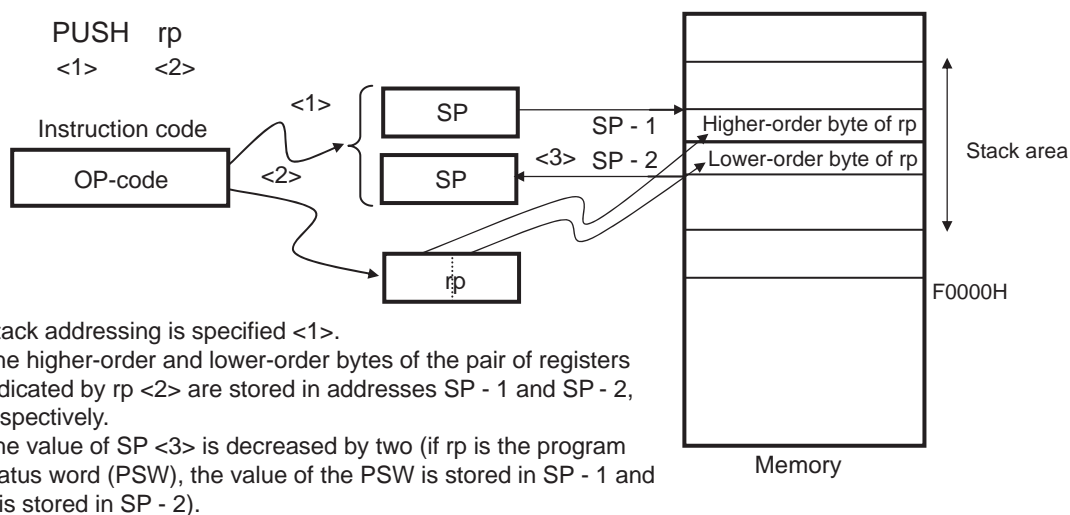 PUSH rp
<1> <2>
Instruction code
OP-code
<1>
<2>
SP
SP
rp
SP - 1
<3> SP - 2
Higher-order byte of rp
Lower-order byte of rp
Stack area
F0000H
Memory
tack addressing is specified <1>.
he higher-order and lower-order bytes of the pair of registers
dicated by rp <2> are stored in addresses SP - 1 and SP - 2,
spectively.
he value of SP <3> is decreased by two (if rp is the program
atus word (PSW), the value of the PSW is stored in SP - 1 and
is stored in SP - 2).